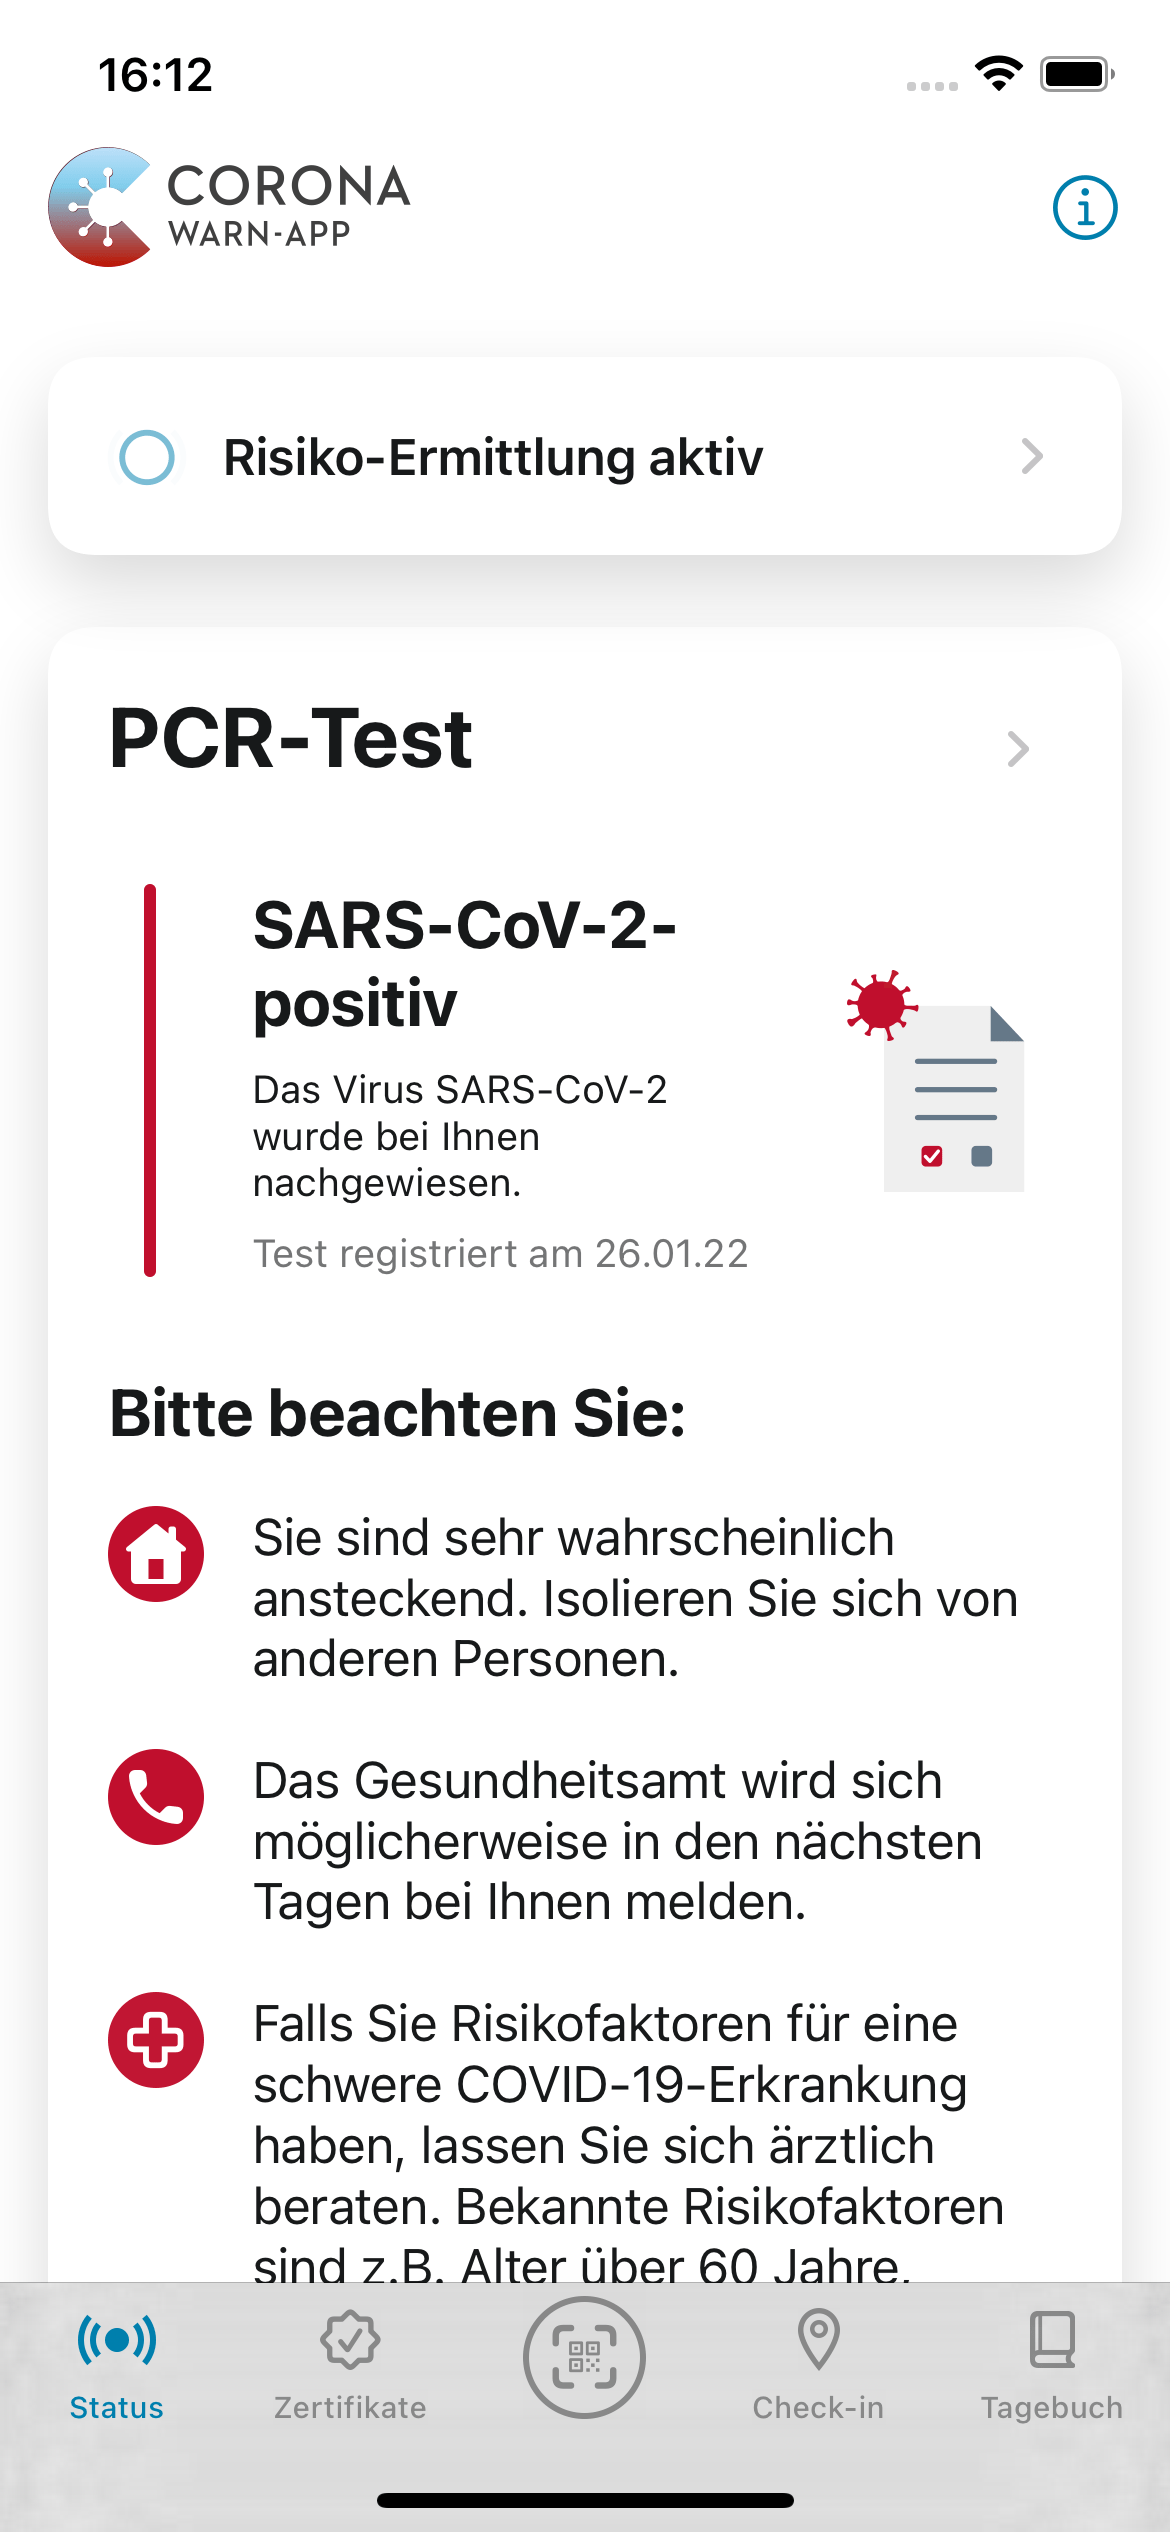 16:12
CORONA
WARN-APP
Risiko-Ermittlung aktiv
PCR-Test
SARS-CoV-2-
positiv
Das Virus SARS-CoV-2
wurde bei Ihnen
nachgewiesen.
Test registriert am 26.01.22
Bitte beachten Sie:
Sie sind sehr wahrscheinlich
ansteckend. Isolieren Sie sich von
anderen Personen.
Das Gesundheitsamt wird sich
möglicherweise in den nächsten
Tagen bei Ihnen melden.
Falls Sie Risikofaktoren für eine
schwere COVID-19-Erkrankung
haben, lassen Sie sich ärztlich
beraten. Bekannte Risikofaktoren
sind z.B. Alter über 60 Jahre,
Status
Zertifikate
Check-in
Tagebuch